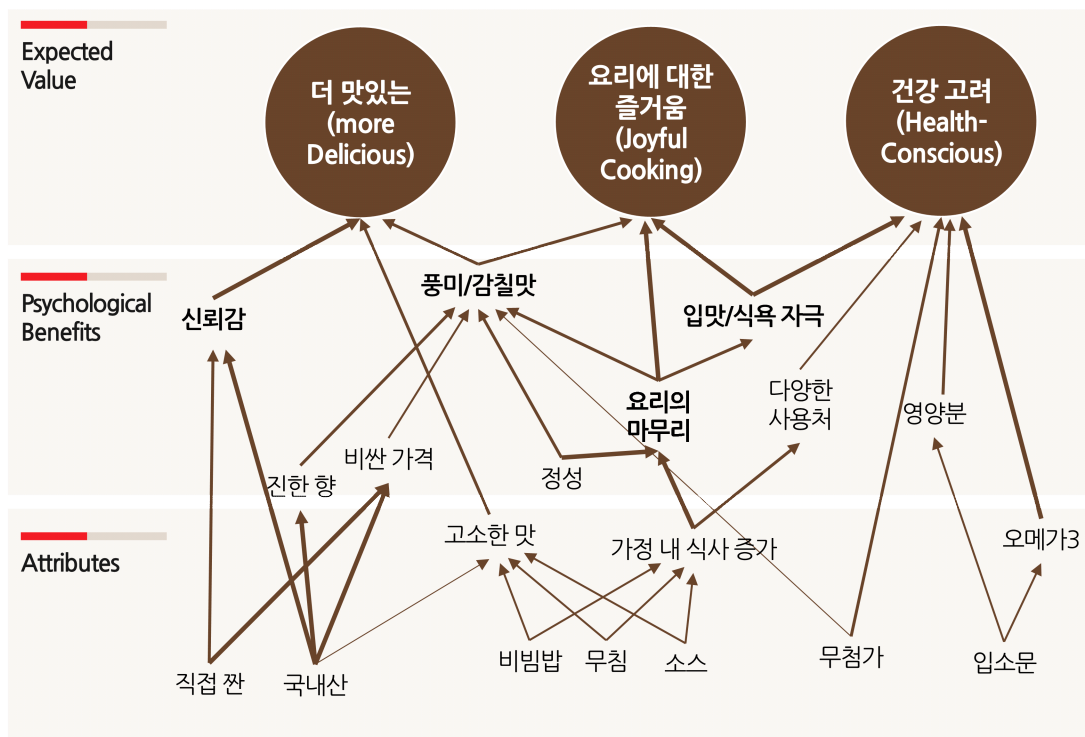 Expected
Value
더 맛있는
(more
Delicious)
요리에 대한
즐거움
(Joyful
Cooking)
건강 고려
(Health-
Conscious)
Psychological
Benefits
신뢰감
풍미/감칠맛
입맛/식욕 자극
요리의
마무리
다양한
사용처
영양분
비싼 가격
진한 향
정성
Attributes
고소한 맛
가정 내 식사 증가
오메가3
비빔밥
무침
소스
무첨가
입소문
직접 짠
국내산